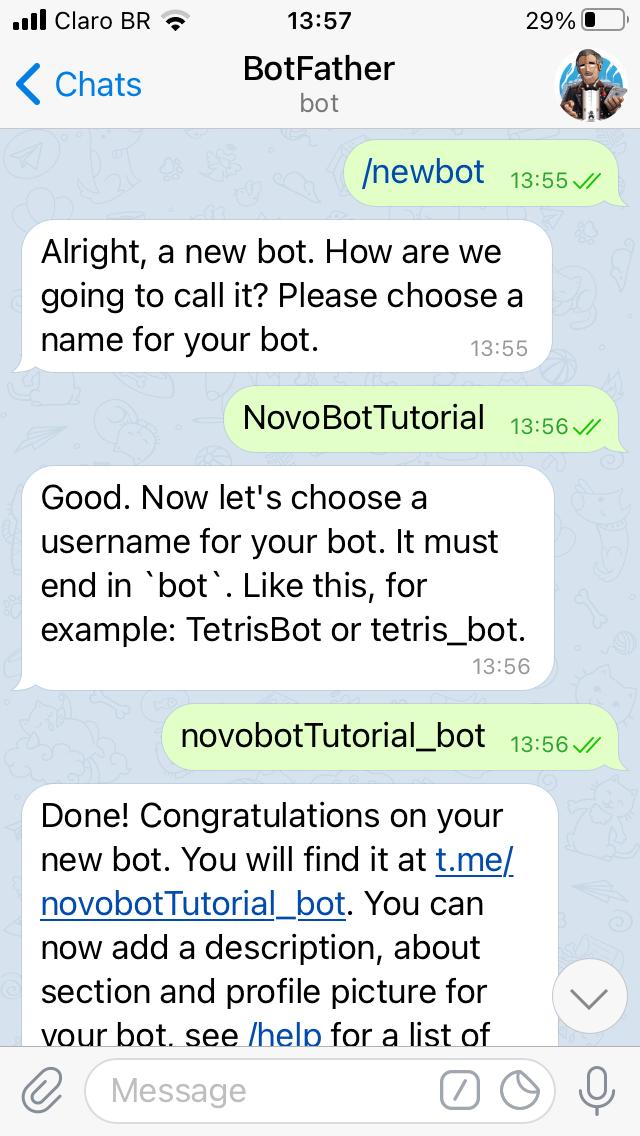 Claro BR 13:57 29%
Chats BotFather
bot
/newbot 13:55
Alright, a new bot. How are we
going to call it? Please choose a
name for your bot. 13:55
NovoBotTutorial 13:56
Good. Now let's choose a
username for your bot. It must
end in `bot`. Like this, for
example: TetrisBot or tetris_bot.
13:56
novobotTutorial_bot 13:56
Done! Congratulations on your
new bot. You will find it at t.me/
novobotTutorial_bot. You can
now add a description, about
section and profile picture for
your bot, see /help for a list of
Message